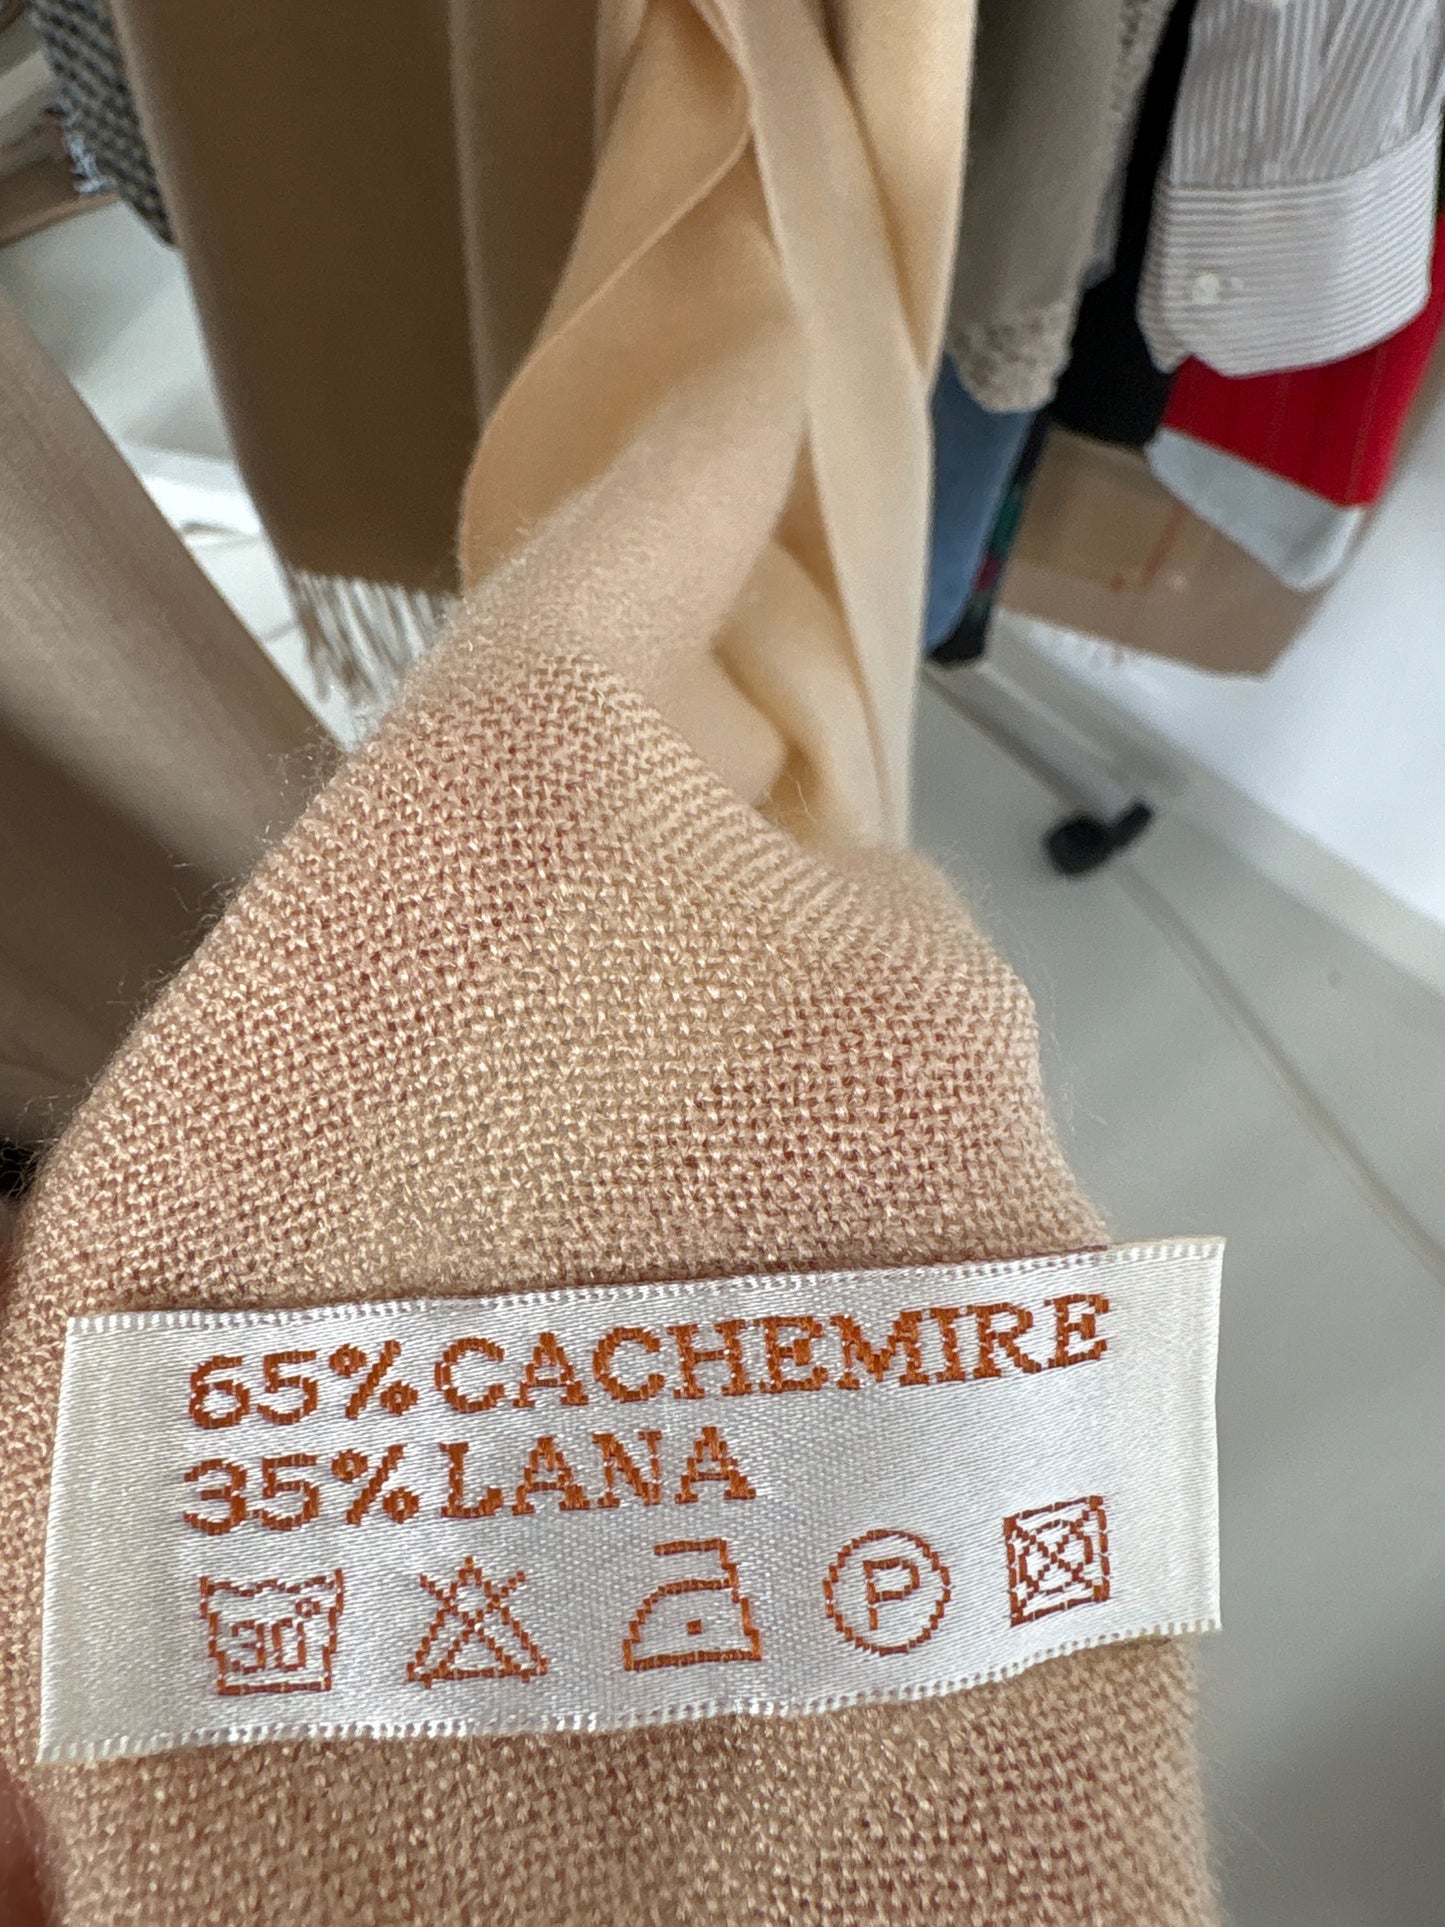 65% CACHEMIRE
35% LANA
30° P